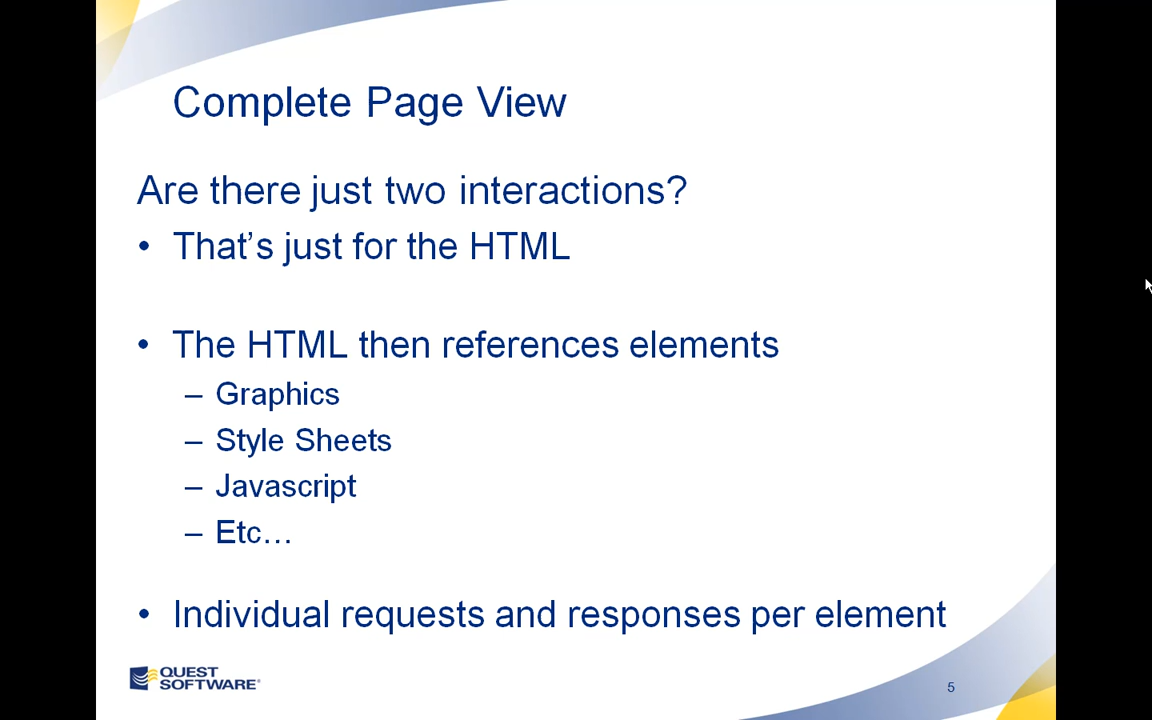 Complete Page View
Are there just two interactions?
• That’s just for the HTML
• The HTML then references elements
– Graphics
– Style Sheets
– Javascript
– Etc…
• Individual requests and responses per element
QUEST
SOFTWARE
5